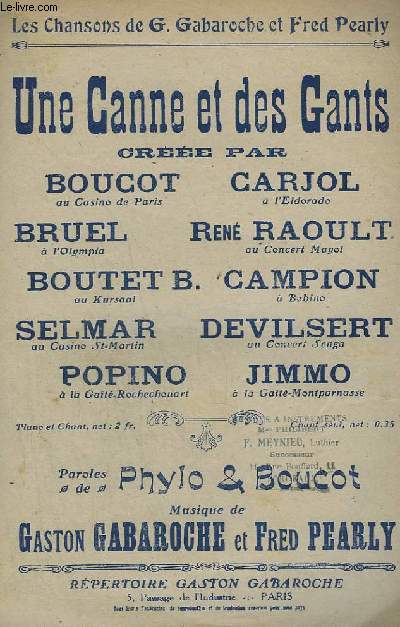 www.le-livre.com
Les Chansons de G. Gabaroche et Fred Pearly
Une Canne et des Gants
CRÉÉE PAR
BOUCOT CARJOL
au Casino de Paris à l'Eldorado
BRUEL RENÉ RAOULT
à l'Olympia au Concert Mayol
BOUTET B. CAMPION
au Kursaal à Bobino
SELMAR DEVILSERT
au Casino St-Martin au Concert
POPINO JIMMO
à la Gaîté-Rochechouart à la Gaîté-Montparnasse
& INSTRUMENTS
Piano et Chant, net : 2 fr. net : 0.35
F. MEYNIEU, Luthier
Successeur
11
Paroles de Phylo & Boucot
Musique de
GASTON GABAROCHE et FRED PEARLY
RÉPERTOIRE GASTON GABAROCHE
5, Passage de l'Industrie PARIS